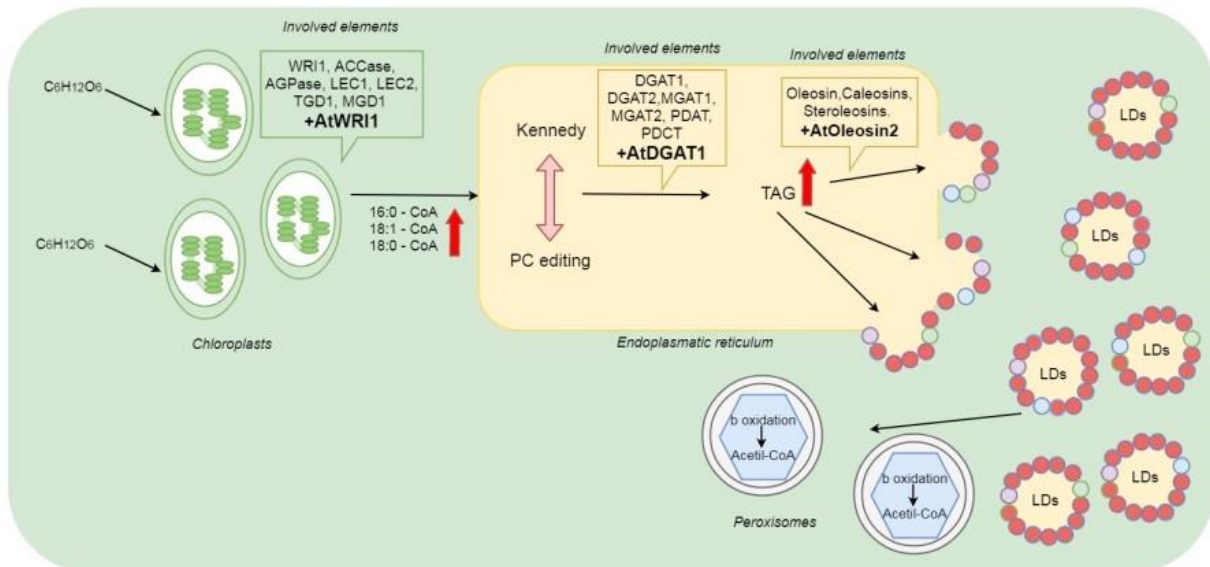 Involved elements
WRI1, ACCase,
AGPase, LEC1, LEC2,
TGD1, MGD1
+AtWRI1
C6H12O6
C6H12O6
Chloroplasts
16:0 - CoA
18:1 - CoA
18:0 - CoA
Involved elements
DGAT1,
DGAT2,MGAT1,
MGAT2, PDAT,
PDCT
+AtDGAT1
Kennedy
PC editing
Endoplasmatic reticulum
Involved elements
Oleosin,Caleosins,
Steroleosins.
+AtOleosin2
TAG
LDs
LDs
LDs
LDs
LDs
LDs
b oxidation
Acetil-CoA
b oxidation
Acetil-CoA
Peroxisomes